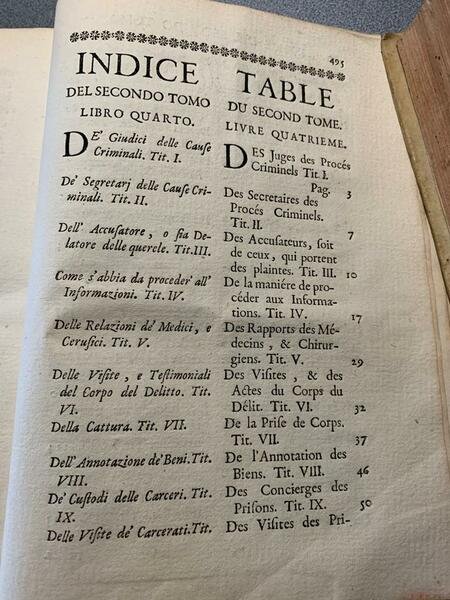 495
INDICE
DEL SECONDO TOMO
LIBRO QUARTO.
DE' Giudici delle Cause
Criminali. Tit. I.
De' Segretarj delle Cause Cri-
minali. Tit. II.
Dell' Accusatore, o sia De-
latore delle querele. Tit. III.
Come s'abbia da proceder'all'
Informazioni. Tit. IV.
Delle Relazioni de' Medici, e
Cerusici. Tit. V.
Delle Visite, e Testimoniali
del Corpo del Delitto. Tit.
VI.
Della Cattura. Tit. VII.
Dell' Annotazione de' Beni. Tit.
VIII.
De' Custodi delle Carceri. Tit.
IX.
Delle Visite de' Carcerati. Tit.
TABLE
DU SECOND TOME.
LIVRE QUATRIEME.
DES Juges des Procés
Criminels Tit. I.
Pag. 3
Des Secretaires des
Procés Criminels.
Tit. II. 7
Des Accusateurs, soit
de ceux, qui portent
des plaintes. Tit. III. 10
De la maniére de pro-
céder aux Informa-
tions. Tit. IV. 17
Des Rapports des Mé-
decins, & Chirur-
giens. Tit. V. 29
Des Visites, & des
Actes du Corps du
Délit. Tit. VI. 32
De la Prise de Corps.
Tit. VII. 37
De l'Annotation des
Biens. Tit. VIII. 46
Des Concierges des
Prisons. Tit. IX. 50
Des Visites des Pri-